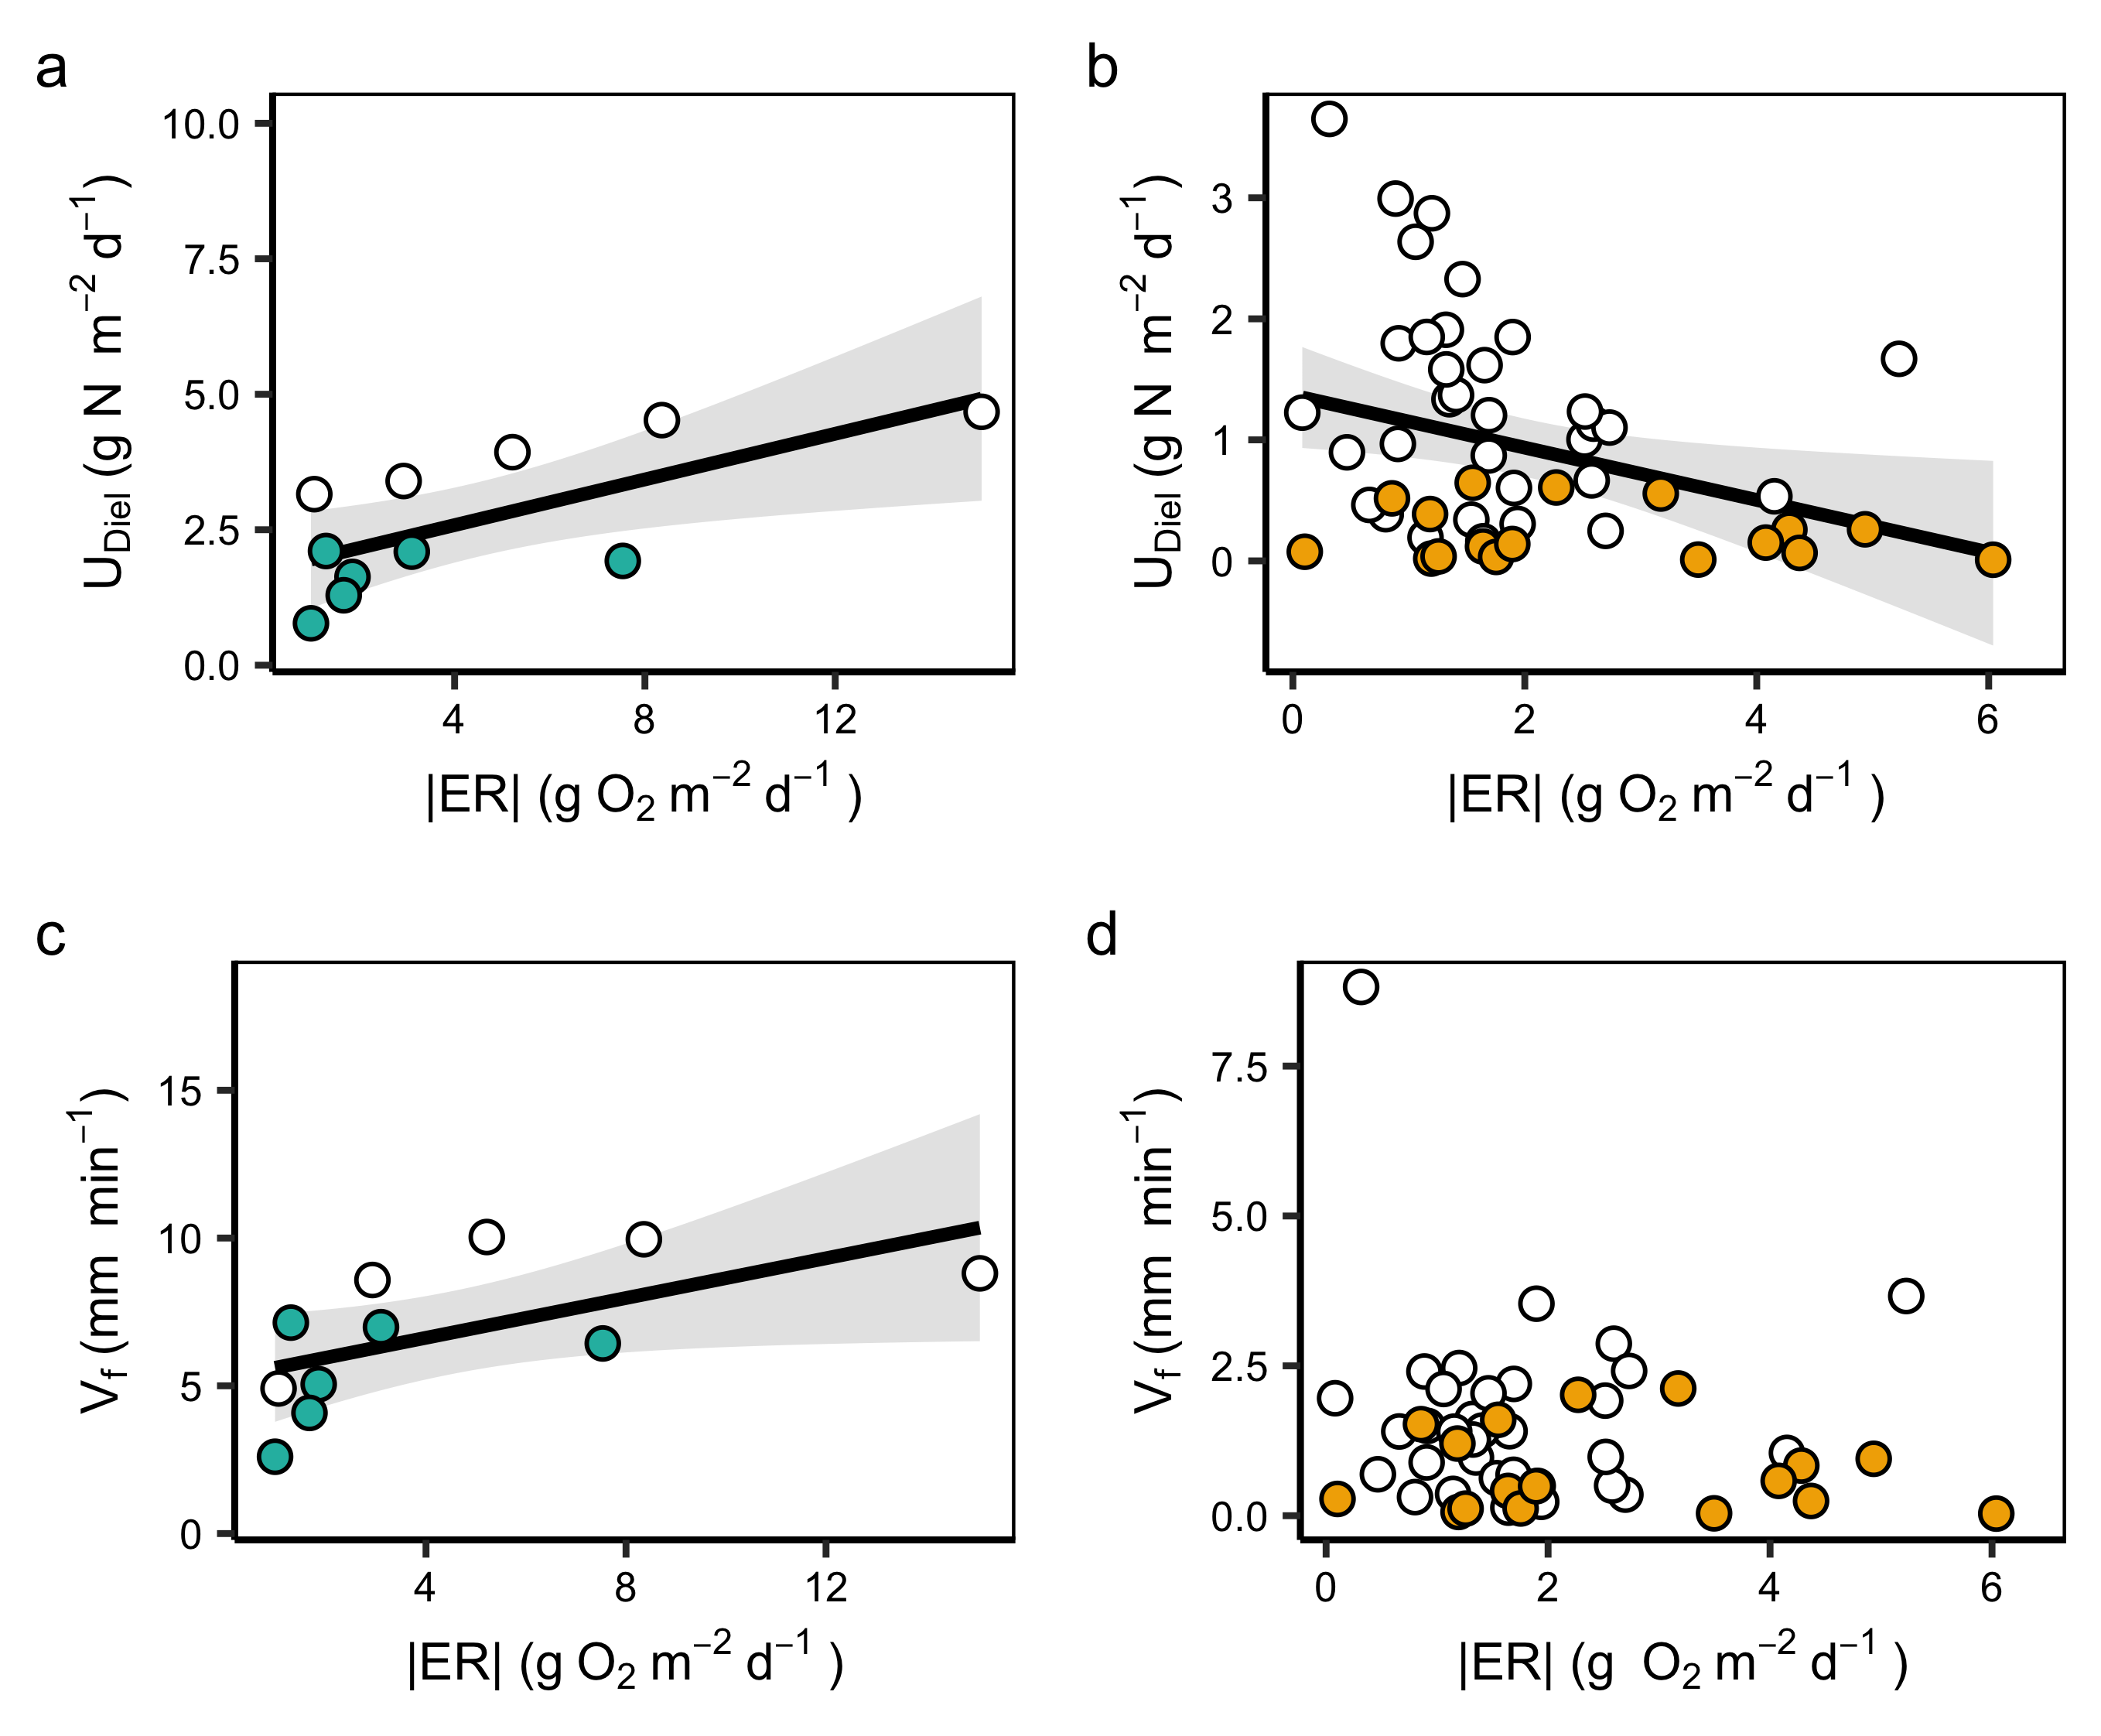 a
10.0
7.5
5.0
2.5
0.0
U_Diel (g N m⁻² d⁻¹)
4 8 12
|ER| (g O₂ m⁻² d⁻¹ )
b
3
2
1
0
U_Diel (g N m⁻² d⁻¹)
0 2 4 6
|ER| (g O₂ m⁻² d⁻¹ )
c
15
10
5
0
V_f (mm min⁻¹)
4 8 12
|ER| (g O₂ m⁻² d⁻¹ )
d
7.5
5.0
2.5
0.0
V_f (mm min⁻¹)
0 2 4 6
|ER| (g O₂ m⁻² d⁻¹ )